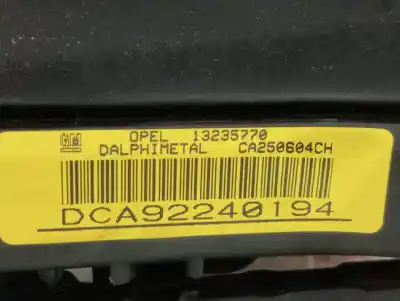 GM OPEL 13235770
DALPHIMETAL CA250604CH
DCA92240194